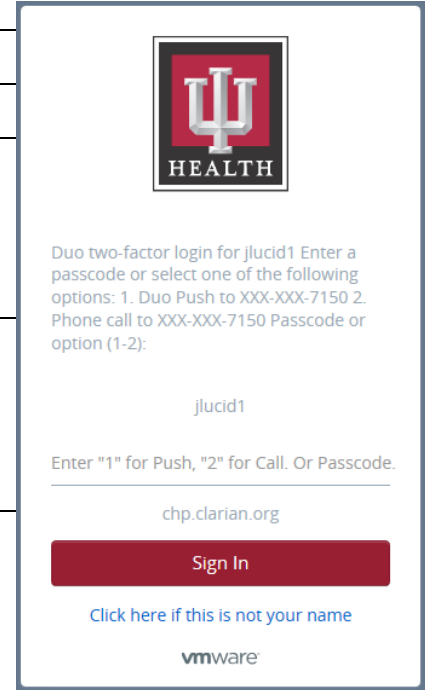 HEALTH
Duo two-factor login for jlucid1 Enter a
passcode or select one of the following
options: 1. Duo Push to XXX-XXX-7150 2.
Phone call to XXX-XXX-7150 Passcode or
option (1-2):
jlucid1
Enter "1" for Push, "2" for Call. Or Passcode.
chp.clarian.org
Sign In
Click here if this is not your name
vmware